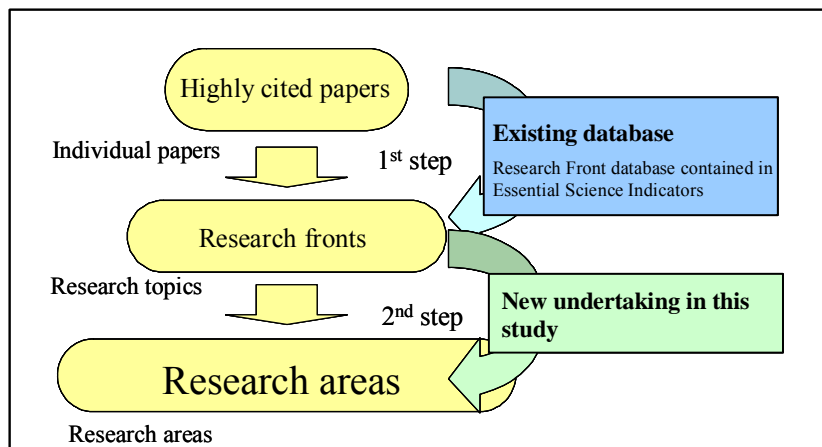 Highly cited papers
Individual papers
1st step
Existing database
Research Front database contained in
Essential Science Indicators
Research fronts
Research topics
2nd step
New undertaking in this
study
Research areas
Research areas